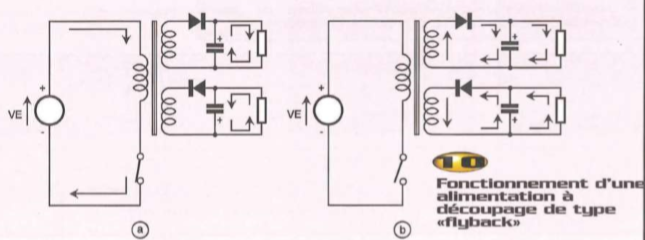 +
VE
-
+
+
a
+
VE
-
+
+
b
10
Fonctionnement d'une
alimentation à
découpage de type
«flyback»